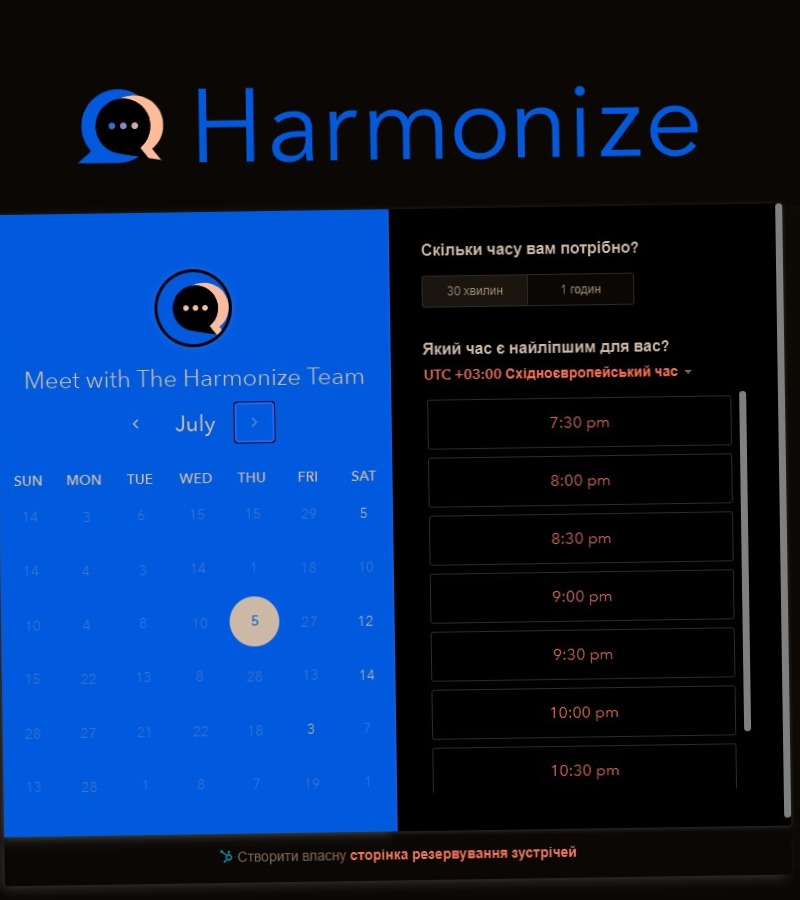 Harmonize
Meet with The Harmonize Team
July
SUN MON TUE WED THU FRI SAT
14 3 6 15 15 29 5
14 4 3 14 1 18 10
10 4 8 10 5 27 12
15 22 13 8 28 13 14
28 27 21 22 18 3 7
13 28 1 8 7 19 1
Скільки часу вам потрібно?
30 хвилин 1 годин
Який час є найліпшим для вас?
UTC +03:00 Східноєвропейський час
7:30 pm
8:00 pm
8:30 pm
9:00 pm
9:30 pm
10:00 pm
10:30 pm
Створити власну сторінка резервування зустрічей